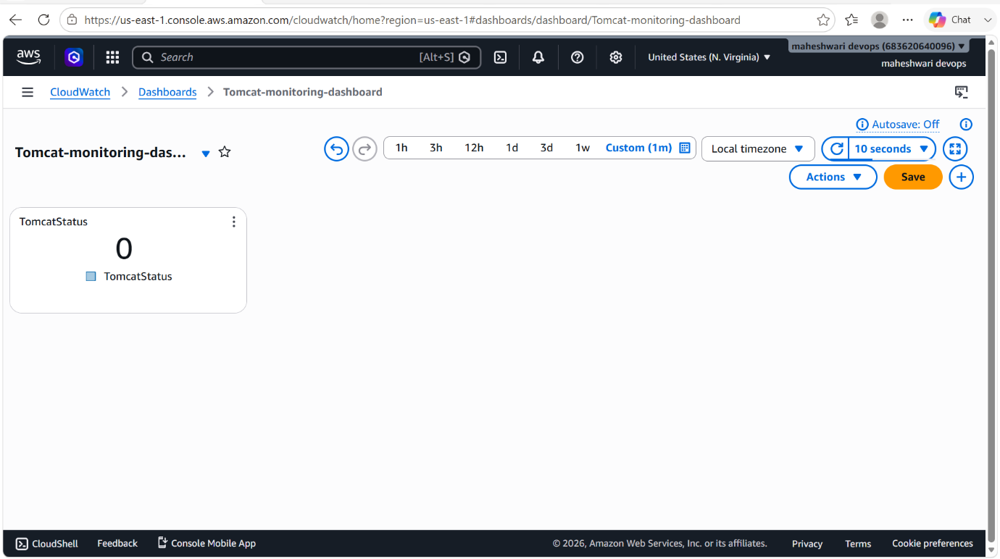 https://us-east-1.console.aws.amazon.com/cloudwatch/home?region=us-east-1#dashboards/dashboard/Tomcat-monitoring-dashboard
Chat
aws
Search
[Alt+S]
United States (N. Virginia)
maheshwari devops (683620640096)
maheshwari devops
CloudWatch
Dashboards
Tomcat-monitoring-dashboard
Autosave: Off
Tomcat-monitoring-das...
1h 3h 12h 1d 3d 1w Custom (1m)
Local timezone
10 seconds
Actions
Save
TomcatStatus
0
TomcatStatus
CloudShell
Feedback
Console Mobile App
© 2026, Amazon Web Services, Inc. or its affiliates.
Privacy
Terms
Cookie preferences